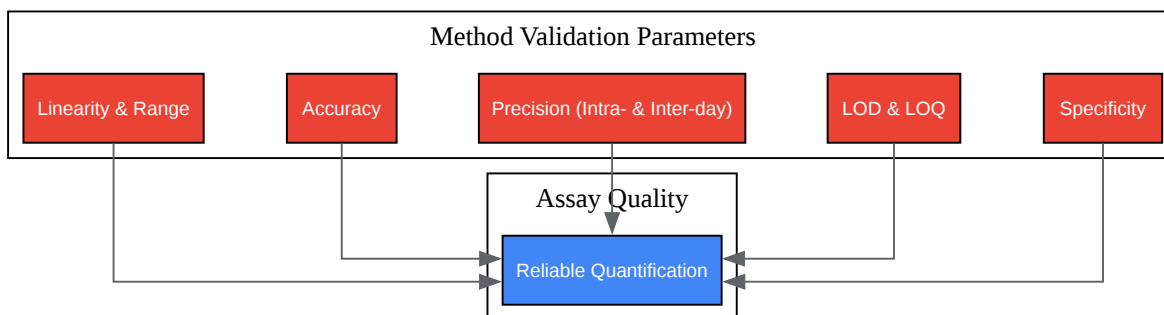 Method Validation Parameters
Linearity & Range
Accuracy
Precision (Intra- & Inter-day)
LOD & LOQ
Specificity
Assay Quality
Reliable Quantification